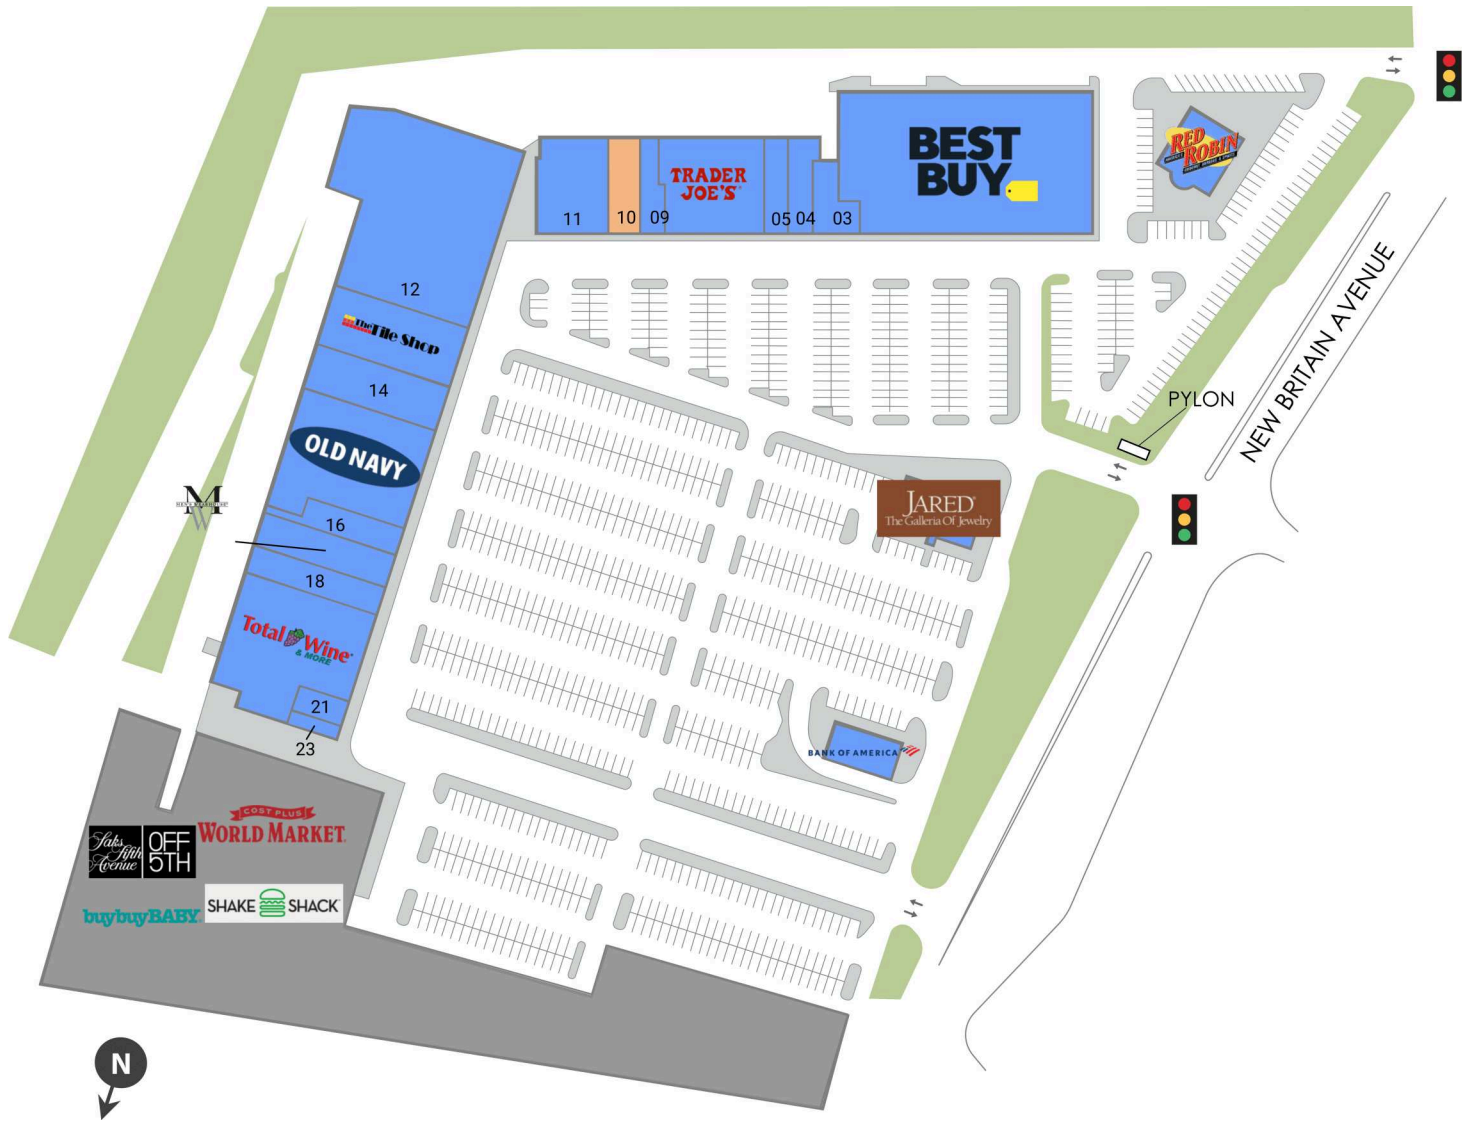 BEST
BUY
RED
ROBIN
TRADER
JOE'S
11
10
09
05
04
03
12
The Tile Shop
14
OLD NAVY
16
M
W
18
Total Wine
& MORE
21
23
PYLON
NEW BRITAIN AVENUE
JARED
The Galleria Of Jewelry
BANK OF AMERICA
COST PLUS
WORLD MARKET
Saks
fifth
Avenue
OFF
5TH
buybuyBABY
SHAKE SHACK
N